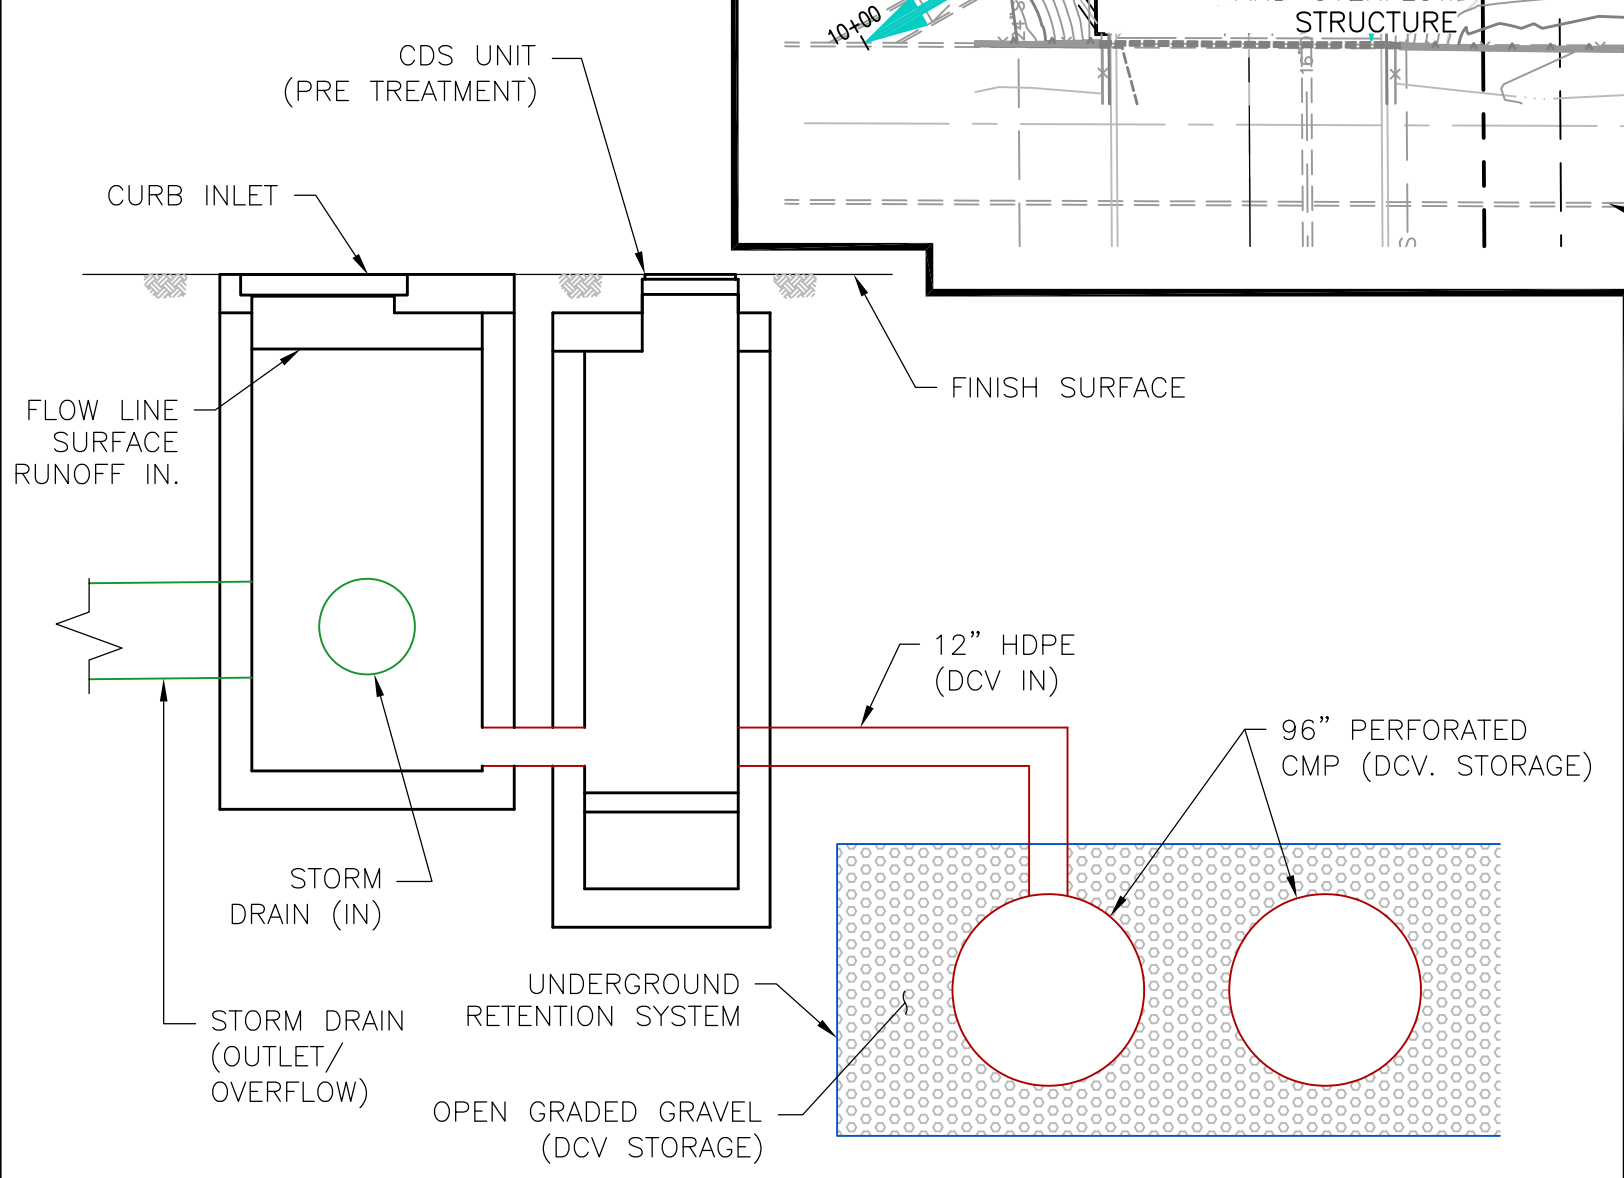 10+00
STRUCTURE
CDS UNIT
(PRE TREATMENT)
CURB INLET
FINISH SURFACE
FLOW LINE
SURFACE
RUNOFF IN.
12” HDPE
(DCV IN)
96” PERFORATED
CMP (DCV. STORAGE)
STORM
DRAIN (IN)
UNDERGROUND
RETENTION SYSTEM
STORM DRAIN
(OUTLET/
OVERFLOW)
OPEN GRADED GRAVEL
(DCV STORAGE)
S